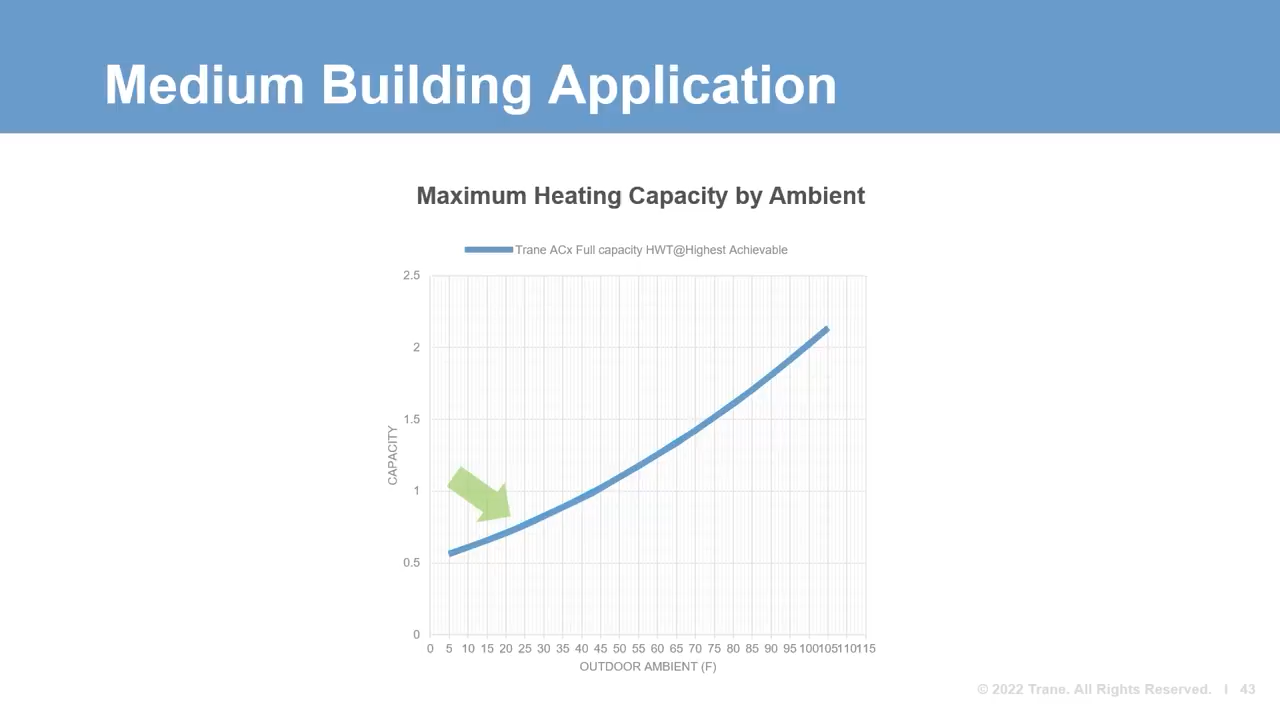 Medium Building Application
Maximum Heating Capacity by Ambient
Trane ACx Full capacity HWT@Highest Achievable
2.5
2
1.5
1
0.5
0
CAPACITY
0 5 10 15 20 25 30 35 40 45 50 55 60 65 70 75 80 85 90 95 100105110115
OUTDOOR AMBIENT (F)
© 2022 Trane. All Rights Reserved. I 43